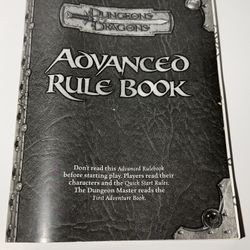 DUNGEONS
DRAGONS
ADVANCED
RULE BOOK
Don't read this Advanced Rulebook
before starting play. Players read their
characters and the Quick Start Rules.
The Dungeon Master reads the
First Adventure Book.